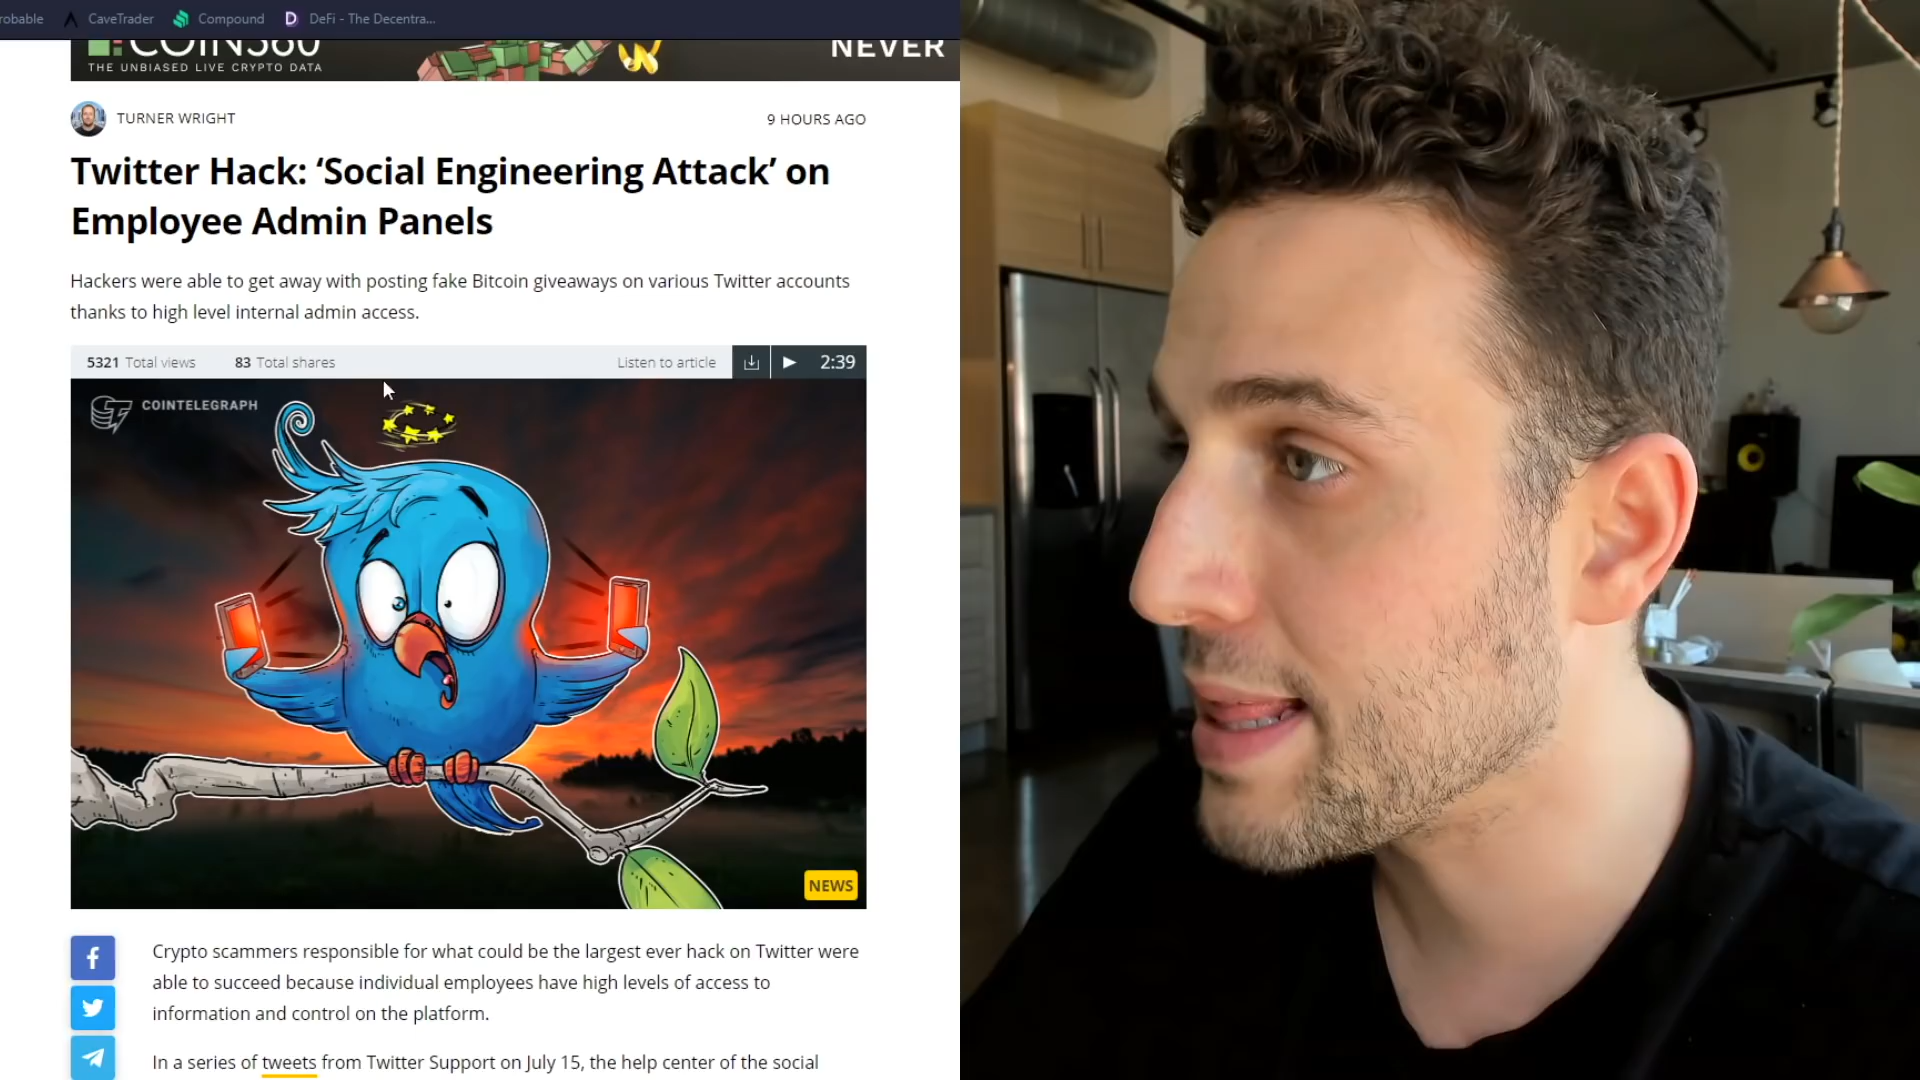 robable CaveTrader Compound DeFi - The Decentra...
COIN360
THE UNBIASED LIVE CRYPTO DATA
NEVER
TURNER WRIGHT
9 HOURS AGO
Twitter Hack: ‘Social Engineering Attack’ on
Employee Admin Panels
Hackers were able to get away with posting fake Bitcoin giveaways on various Twitter accounts
thanks to high level internal admin access.
5321 Total views 83 Total shares Listen to article 2:39
COINTELEGRAPH
NEWS
Crypto scammers responsible for what could be the largest ever hack on Twitter were
able to succeed because individual employees have high levels of access to
information and control on the platform.
In a series of tweets from Twitter Support on July 15, the help center of the social